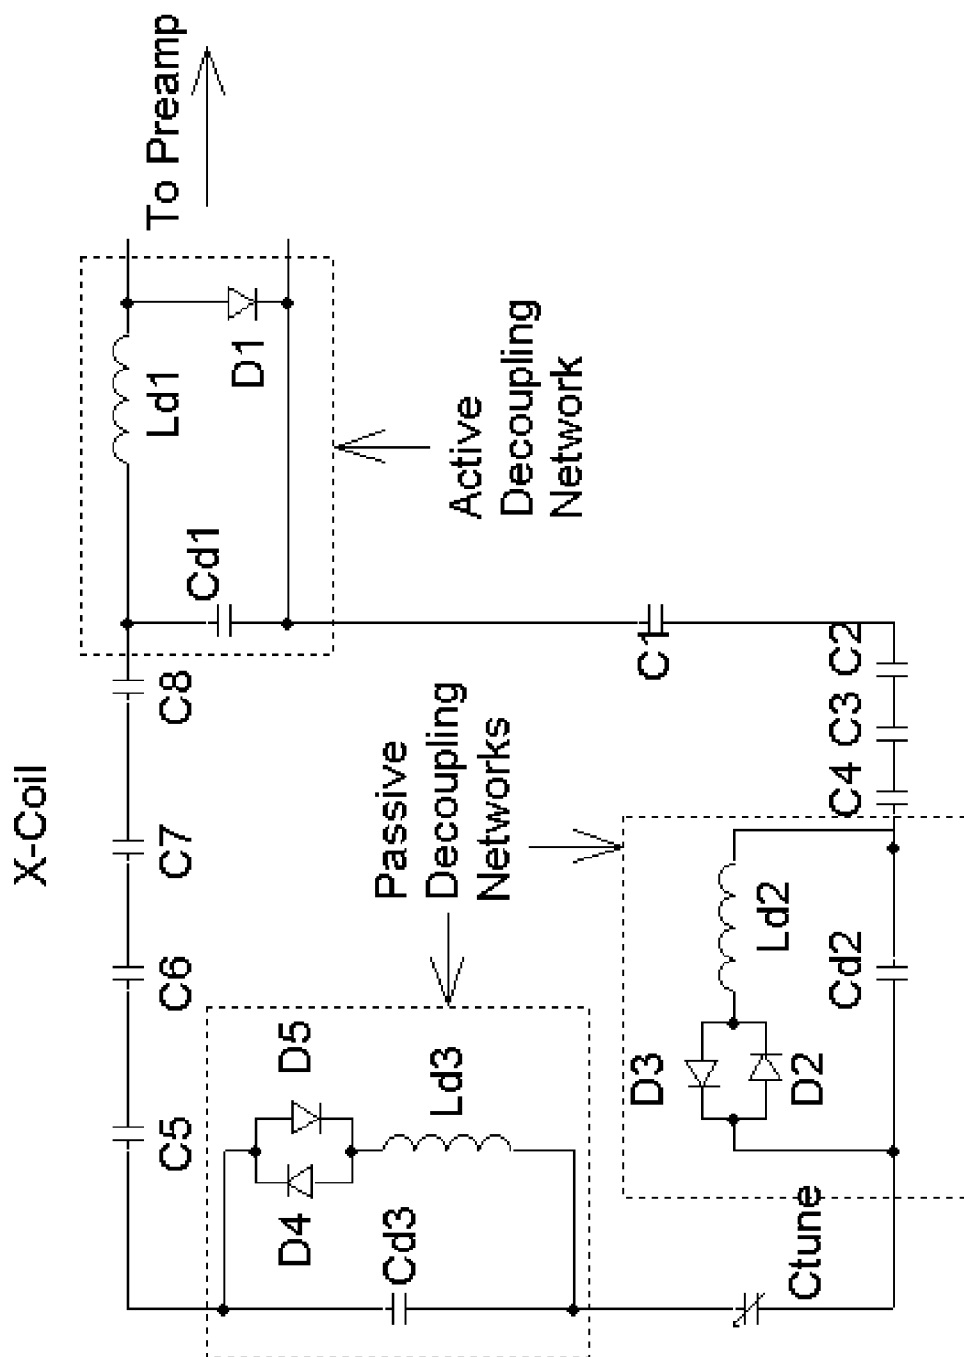 X-Coil
To Preamp
Ld1
D1
Cd1
Active
Decoupling
Network
C8
C7
C6
C5
C1
C2
C3
C4
Passive
Decoupling
Networks
D5
D4
Ld3
Cd3
D3
D2
Ld2
Cd2
Ctune